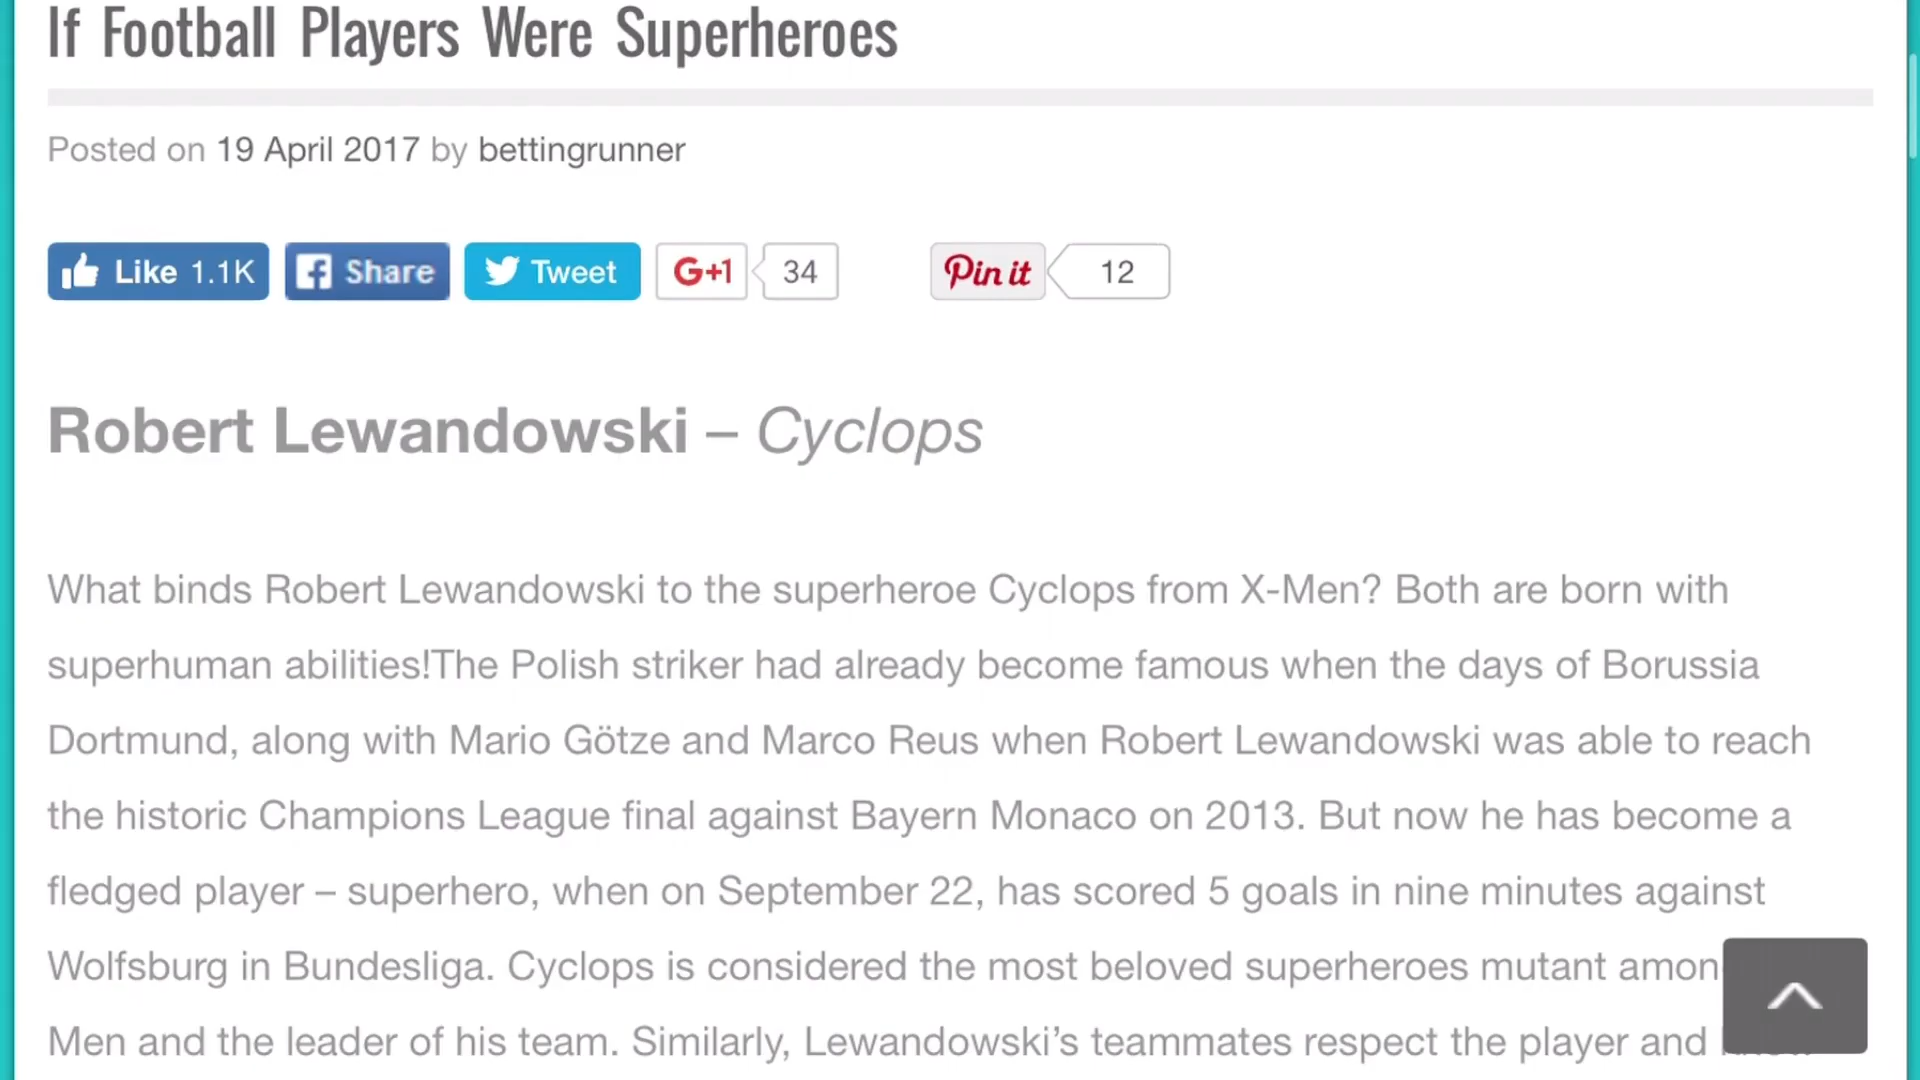 If Football Players Were Superheroes
Posted on 19 April 2017 by bettingrunner
Like 1.1K Share Tweet G+1 34 Pin it 12
Robert Lewandowski – Cyclops
What binds Robert Lewandowski to the superheroe Cyclops from X-Men? Both are born with
superhuman abilities!The Polish striker had already become famous when the days of Borussia
Dortmund, along with Mario Götze and Marco Reus when Robert Lewandowski was able to reach
the historic Champions League final against Bayern Monaco on 2013. But now he has become a
fledged player – superhero, when on September 22, has scored 5 goals in nine minutes against
Wolfsburg in Bundesliga. Cyclops is considered the most beloved superheroes mutant amon
Men and the leader of his team. Similarly, Lewandowski's teammates respect the player and